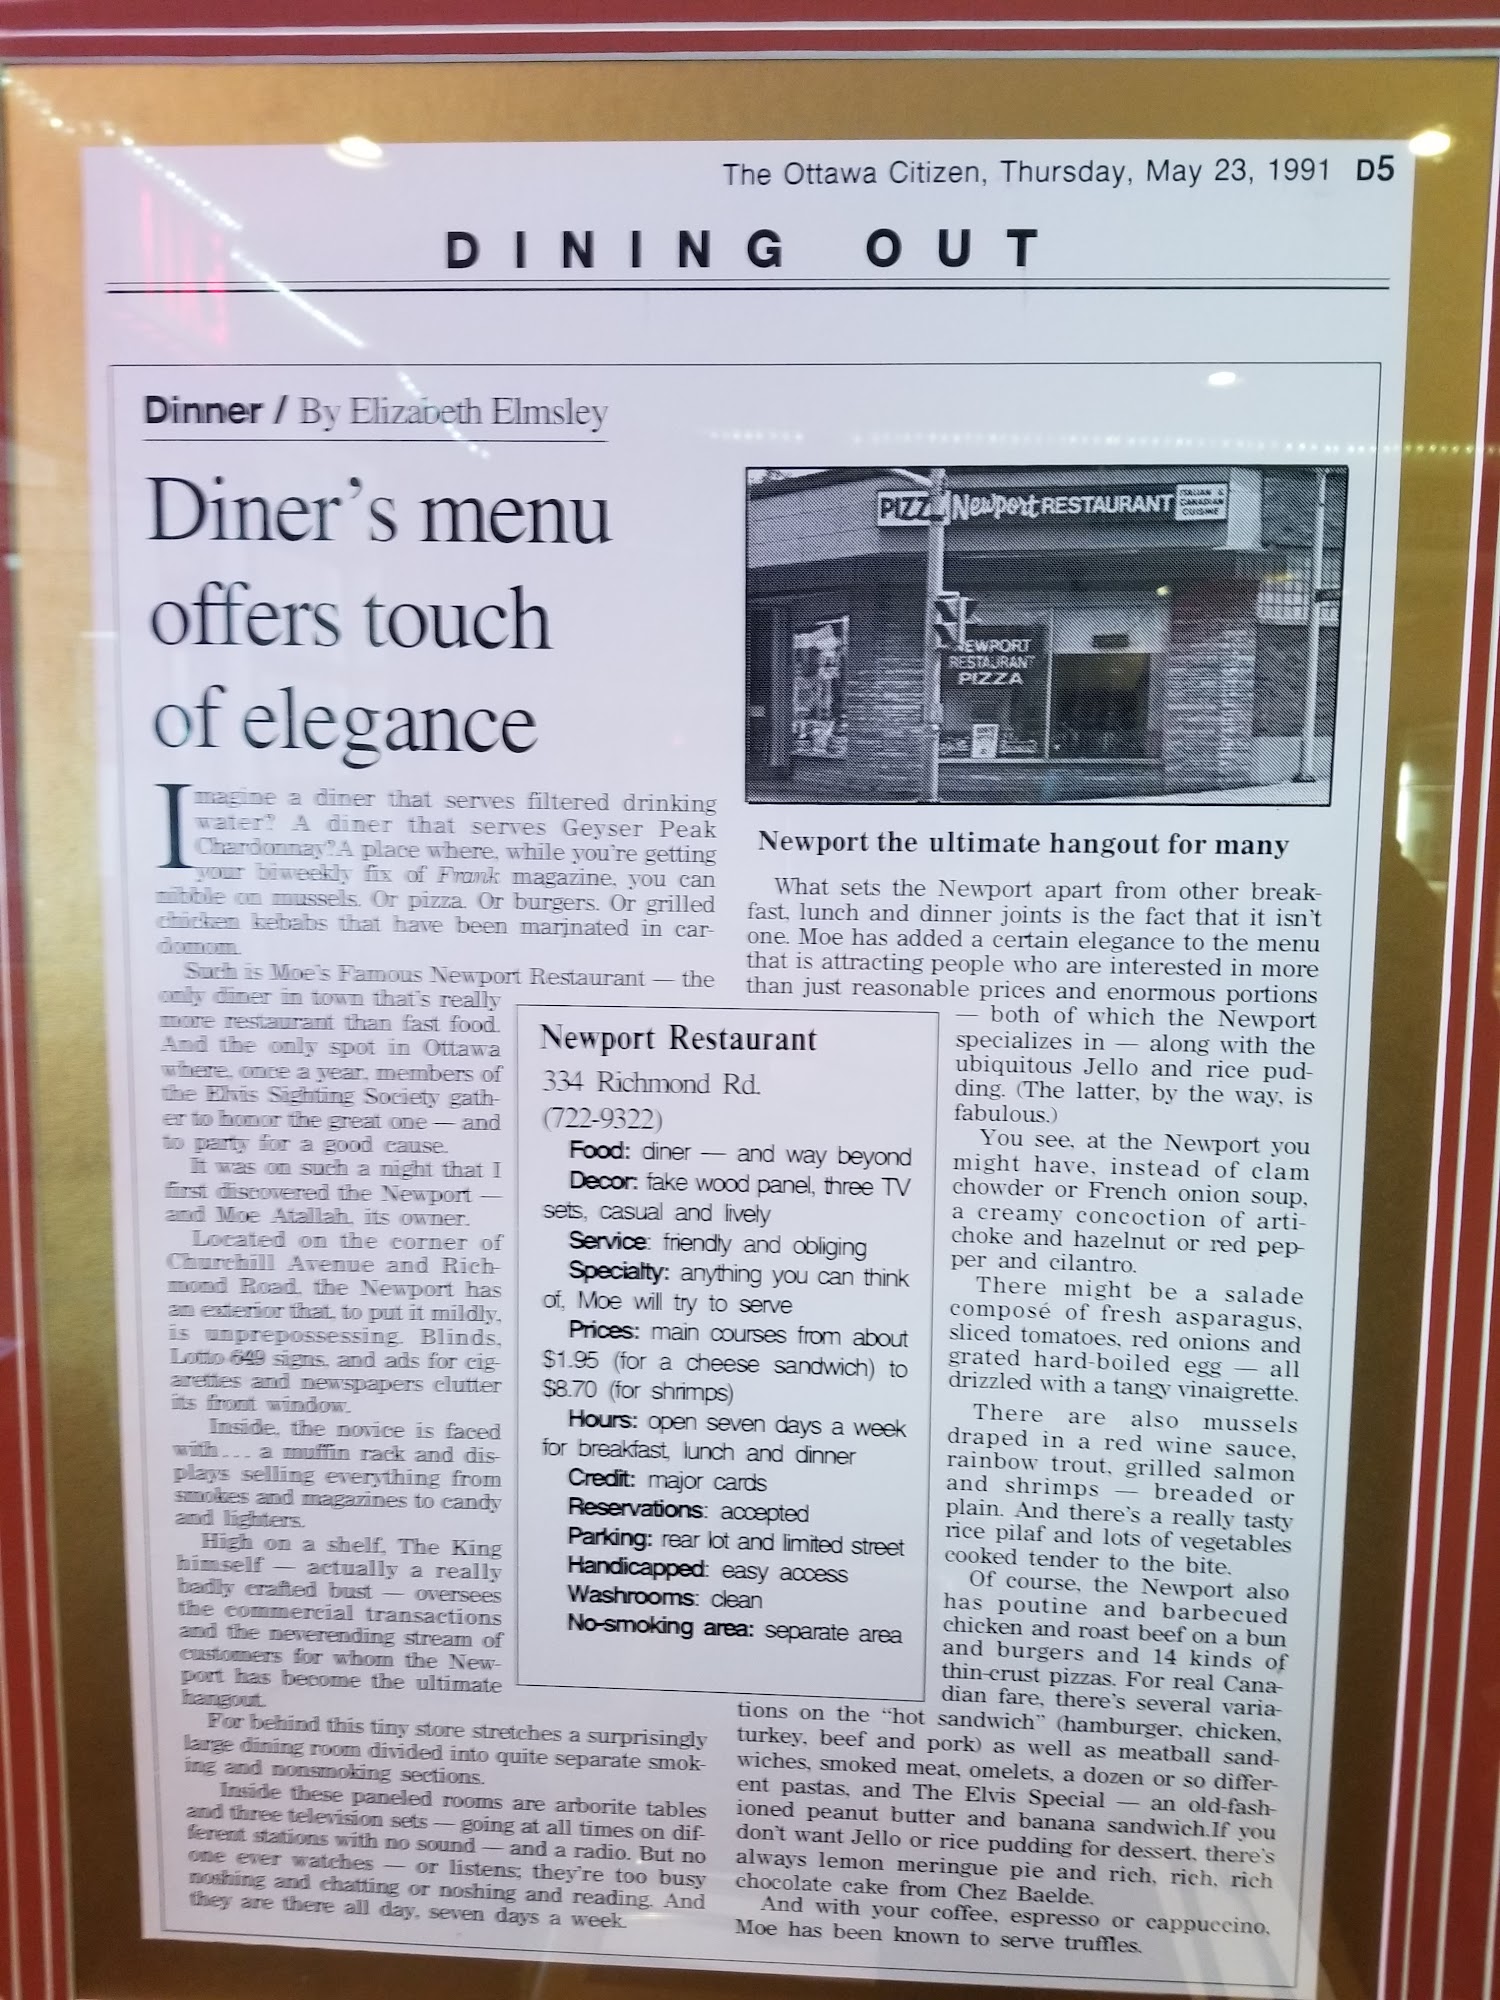 The Ottawa Citizen, Thursday, May 23, 1991 D5
DINING OUT
Dinner / By Elizabeth Elmsley
Diner's menu
offers touch
of elegance
Imagine a diner that serves filtered drinking
water? A diner that serves Geyser Peak
Chardonnay? A place where, while you're getting
your biweekly fix of Frank magazine, you can
nibble on mussels. Or pizza. Or burgers. Or grilled
chicken kebabs that have been marinated in car-
domom.
Such is Moe's Famous Newport Restaurant — the
only diner in town that's really
more restaurant than fast food.
And the only spot in Ottawa
where, once a year, members of
the Elvis Sighting Society gath-
er to honor the great one — and
to party for a good cause.
It was on such a night that I
first discovered the Newport —
and Moe Atallah, its owner.
Located on the corner of
Churchill Avenue and Rich-
mond Road, the Newport has
an exterior that, to put it mildly,
is unprepossessing. Blinds,
Lotto 649 signs, and ads for cig-
arettes and newspapers clutter
its front window.
Inside, the novice is faced
with... a muffin rack and dis-
plays selling everything from
smokes and magazines to candy
and lighters.
High on a shelf, The King
himself — actually a really
badly crafted bust — oversees
the commercial transactions
and the neverending stream of
customers for whom the New-
port has become the ultimate
hangout.
For behind this tiny store stretches a surprisingly
large dining room divided into quite separate smok-
ing and nonsmoking sections.
Inside these paneled rooms are arborite tables
and three television sets — going at all times on dif-
ferent stations with no sound — and a radio. But no
one ever watches — or listens; they're too busy
noshing and chatting or noshing and reading. And
they are there all day, seven days a week.
Newport Restaurant
334 Richmond Rd.
(722-9322)
Food: diner — and way beyond
Decor: fake wood panel, three TV
sets, casual and lively
Service: friendly and obliging
Specialty: anything you can think
of, Moe will try to serve
Prices: main courses from about
$1.95 (for a cheese sandwich) to
$8.70 (for shrimps)
Hours: open seven days a week
for breakfast, lunch and dinner
Credit: major cards
Reservations: accepted
Parking: rear lot and limited street
Handicapped: easy access
Washrooms: clean
No-smoking area: separate area
PIZZ Newport RESTAURANT ITALIAN & CANADIAN CUISINE
NEWPORT
RESTAURANT
PIZZA
Newport the ultimate hangout for many
What sets the Newport apart from other break-
fast, lunch and dinner joints is the fact that it isn't
one. Moe has added a certain elegance to the menu
that is attracting people who are interested in more
than just reasonable prices and enormous portions
— both of which the Newport
specializes in — along with the
ubiquitous Jello and rice pud-
ding. (The latter, by the way, is
fabulous.)
You see, at the Newport you
might have, instead of clam
chowder or French onion soup,
a creamy concoction of arti-
choke and hazelnut or red pep-
per and cilantro.
There might be a salade
composé of fresh asparagus,
sliced tomatoes, red onions and
grated hard-boiled egg — all
drizzled with a tangy vinaigrette.
There are also mussels
draped in a red wine sauce,
rainbow trout, grilled salmon
and shrimps — breaded or
plain. And there's a really tasty
rice pilaf and lots of vegetables
cooked tender to the bite.
Of course, the Newport also
has poutine and barbecued
chicken and roast beef on a bun
and burgers and 14 kinds of
thin-crust pizzas. For real Cana-
dian fare, there's several varia-
tions on the "hot sandwich" (hamburger, chicken,
turkey, beef and pork) as well as meatball sand-
wiches, smoked meat, omelets, a dozen or so differ-
ent pastas, and The Elvis Special — an old-fash-
ioned peanut butter and banana sandwich.If you
don't want Jello or rice pudding for dessert, there's
always lemon meringue pie and rich, rich, rich
chocolate cake from Chez Baelde.
And with your coffee, espresso or cappuccino,
Moe has been known to serve truffles.